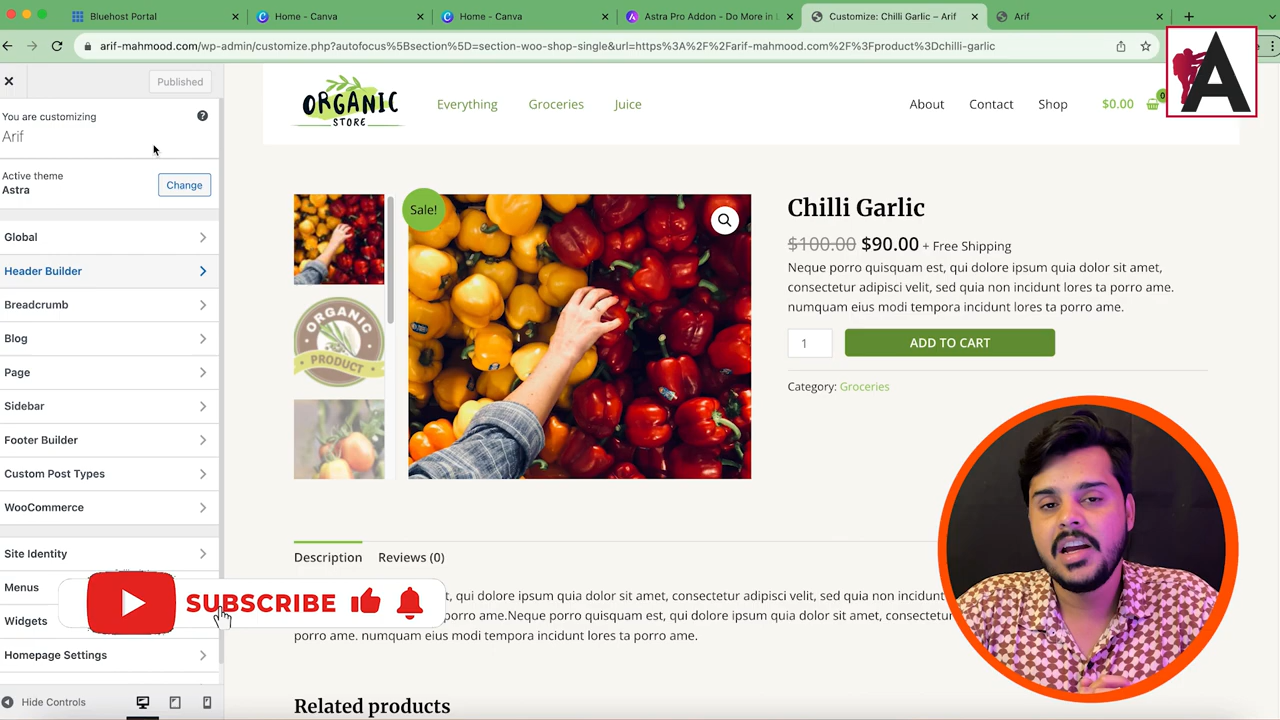 Bluehost Portal
Home - Canva
Home - Canva
Astra Pro Addon - Do More in L
Customize: Chilli Garlic – Arif
Arif
arif-mahmood.com/wp-admin/customize.php?autofocus%5Bsection%5D=section-woo-shop-single&url=https%3A%2F%2Farif-mahmood.com%2F%3Fproduct%3Dchilli-garlic
A
Published
You are customizing
Arif
Active theme
Astra
Change
Global
Header Builder
Breadcrumb
Blog
Page
Sidebar
Footer Builder
Custom Post Types
WooCommerce
Site Identity
Menus
Widgets
Homepage Settings
Hide Controls
ORGANIC
STORE
Everything
Groceries
Juice
About
Contact
Shop
$0.00
0
Sale!
ORGANIC
PRODUCT
Chilli Garlic
$100.00 $90.00 + Free Shipping
Neque porro quisquam est, qui dolore ipsum quia dolor sit amet,
consectetur adipisci velit, sed quia non incidunt lores ta porro ame.
numquam eius modi tempora incidunt lores ta porro ame.
1
ADD TO CART
Category: Groceries
Description
Reviews (0)
, qui dolore ipsum quia dolor sit amet, consectetur adipisci velit, sed quia non incidunt
porro ame.Neque porro quisquam est, qui dolore ipsum quia dolor sit amet, consectetur
porro ame. numquam eius modi tempora incidunt lores ta porro ame.
SUBSCRIBE
Related products